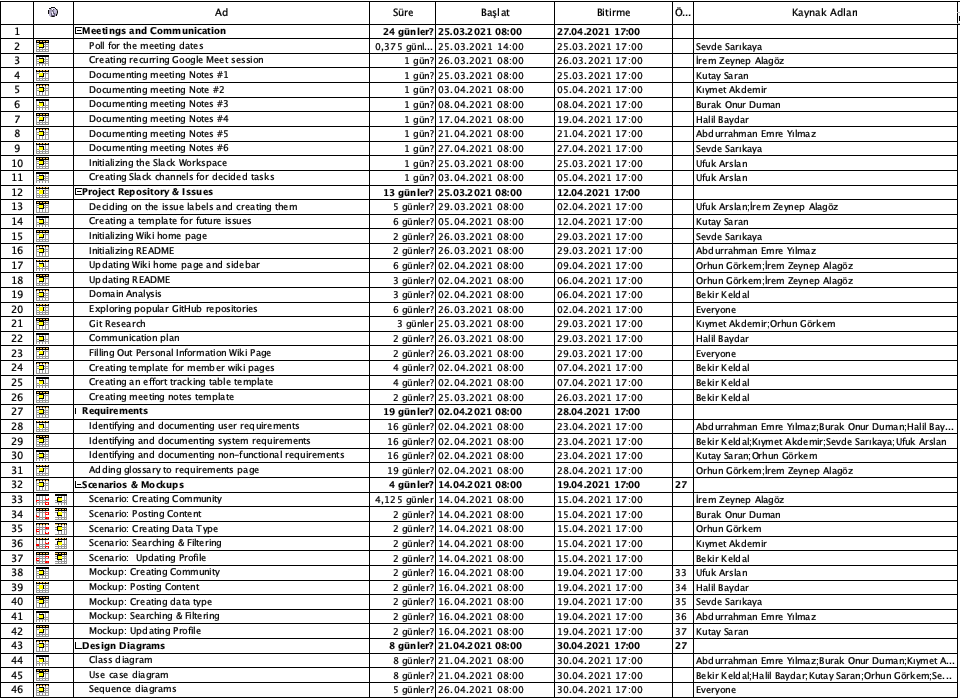 Ad Süre Başlat Bitirme Ö... Kaynak Adları
1 Meetings and Communication 24 günler? 25.03.2021 08:00 27.04.2021 17:00
2 Poll for the meeting dates 0,375 günl... 25.03.2021 14:00 25.03.2021 17:00 Sevde Sarıkaya
3 Creating recurring Google Meet session 1 gün? 26.03.2021 08:00 26.03.2021 17:00 İrem Zeynep Alagöz
4 Documenting meeting Notes #1 1 gün? 25.03.2021 08:00 25.03.2021 17:00 Kutay Saran
5 Documenting meeting Note #2 1 gün? 03.04.2021 08:00 05.04.2021 17:00 Kıymet Akdemir
6 Documenting meeting Notes #3 1 gün? 08.04.2021 08:00 08.04.2021 17:00 Burak Onur Duman
7 Documenting meeting Notes #4 1 gün? 17.04.2021 08:00 19.04.2021 17:00 Halil Baydar
8 Documenting meeting Notes #5 1 gün? 21.04.2021 08:00 21.04.2021 17:00 Abdurrahman Emre Yılmaz
9 Documenting meeting Notes #6 1 gün? 27.04.2021 08:00 27.04.2021 17:00 Sevde Sarıkaya
10 Initializing the Slack Workspace 1 gün? 25.03.2021 08:00 25.03.2021 17:00 Ufuk Arslan
11 Creating Slack channels for decided tasks 1 gün? 03.04.2021 08:00 05.04.2021 17:00 Ufuk Arslan
12 Project Repository & Issues 13 günler? 25.03.2021 08:00 12.04.2021 17:00
13 Deciding on the issue labels and creating them 5 günler? 29.03.2021 08:00 02.04.2021 17:00 Ufuk Arslan;İrem Zeynep Alagöz
14 Creating a template for future issues 6 günler? 05.04.2021 08:00 12.04.2021 17:00 Kutay Saran
15 Initializing Wiki home page 2 günler? 26.03.2021 08:00 29.03.2021 17:00 Sevde Sarıkaya
16 Initializing README 2 günler? 26.03.2021 08:00 29.03.2021 17:00 Abdurrahman Emre Yılmaz
17 Updating Wiki home page and sidebar 6 günler? 02.04.2021 08:00 09.04.2021 17:00 Orhun Görkem;İrem Zeynep Alagöz
18 Updating README 3 günler? 02.04.2021 08:00 06.04.2021 17:00 Orhun Görkem;İrem Zeynep Alagöz
19 Domain Analysis 3 günler? 02.04.2021 08:00 06.04.2021 17:00 Bekir Keldal
20 Exploring popular GitHub repositories 6 günler? 26.03.2021 08:00 02.04.2021 17:00 Everyone
21 Git Research 3 günler 25.03.2021 08:00 29.03.2021 17:00 Kıymet Akdemir;Orhun Görkem
22 Communication plan 2 günler? 26.03.2021 08:00 29.03.2021 17:00 Halil Baydar
23 Filling Out Personal Information Wiki Page 2 günler? 26.03.2021 08:00 29.03.2021 17:00 Everyone
24 Creating template for member wiki pages 4 günler? 02.04.2021 08:00 07.04.2021 17:00 Bekir Keldal
25 Creating an effort tracking table template 4 günler? 02.04.2021 08:00 07.04.2021 17:00 Bekir Keldal
26 Creating meeting notes template 2 günler? 25.03.2021 08:00 26.03.2021 17:00 Bekir Keldal
27 Requirements 19 günler? 02.04.2021 08:00 28.04.2021 17:00
28 Identifying and documenting user requirements 16 günler? 02.04.2021 08:00 23.04.2021 17:00 Abdurrahman Emre Yılmaz;Burak Onur Duman;Halil Bay...
29 Identifying and documenting system requirements 16 günler? 02.04.2021 08:00 23.04.2021 17:00 Bekir Keldal;Kıymet Akdemir;Sevde Sarıkaya;Ufuk Arslan
30 Identifying and documenting non-functional requirements 16 günler? 02.04.2021 08:00 23.04.2021 17:00 Kutay Saran;Orhun Görkem
31 Adding glossary to requirements page 19 günler? 02.04.2021 08:00 28.04.2021 17:00 Orhun Görkem;İrem Zeynep Alagöz
32 Scenarios & Mockups 4 günler? 14.04.2021 08:00 19.04.2021 17:00 27
33 Scenario: Creating Community 4,125 günler 14.04.2021 08:00 15.04.2021 17:00 İrem Zeynep Alagöz
34 Scenario: Posting Content 2 günler? 14.04.2021 08:00 15.04.2021 17:00 Burak Onur Duman
35 Scenario: Creating Data Type 2 günler? 14.04.2021 08:00 15.04.2021 17:00 Orhun Görkem
36 Scenario: Searching & Filtering 2 günler? 14.04.2021 08:00 15.04.2021 17:00 Kıymet Akdemir
37 Scenario: Updating Profile 2 günler? 14.04.2021 08:00 15.04.2021 17:00 Bekir Keldal
38 Mockup: Creating Community 2 günler? 16.04.2021 08:00 19.04.2021 17:00 33 Ufuk Arslan
39 Mockup: Posting Content 2 günler? 16.04.2021 08:00 19.04.2021 17:00 34 Halil Baydar
40 Mockup: Creating data type 2 günler? 16.04.2021 08:00 19.04.2021 17:00 35 Sevde Sarıkaya
41 Mockup: Searching & Filtering 2 günler? 16.04.2021 08:00 19.04.2021 17:00 36 Abdurrahman Emre Yılmaz
42 Mockup: Updating Profile 2 günler? 16.04.2021 08:00 19.04.2021 17:00 37 Kutay Saran
43 Design Diagrams 8 günler? 21.04.2021 08:00 30.04.2021 17:00 27
44 Class diagram 8 günler? 21.04.2021 08:00 30.04.2021 17:00 Abdurrahman Emre Yılmaz;Burak Onur Duman;Kıymet A...
45 Use case diagram 8 günler? 21.04.2021 08:00 30.04.2021 17:00 Bekir Keldal;Halil Baydar;Kutay Saran;Orhun Görkem;Se...
46 Sequence diagrams 5 günler? 26.04.2021 08:00 30.04.2021 17:00 Everyone